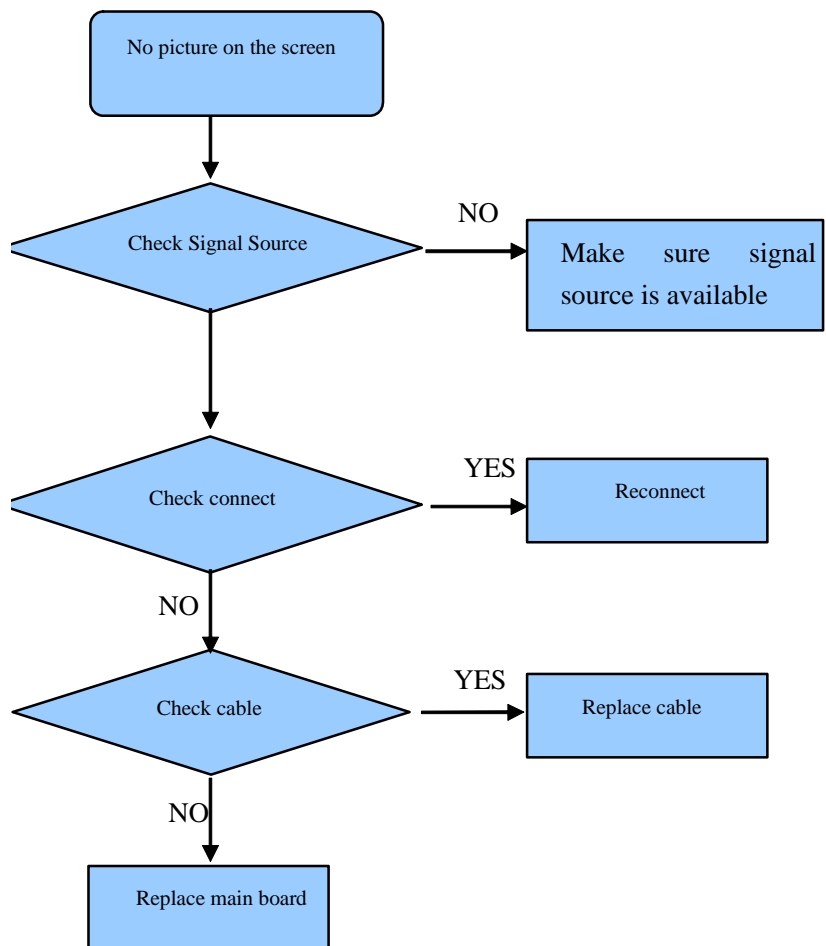 No picture on the screen
NO
Check Signal Source
Make sure signal
source is available
YES
Check connect
Reconnect
NO
YES
Check cable
Replace cable
NO
Replace main board